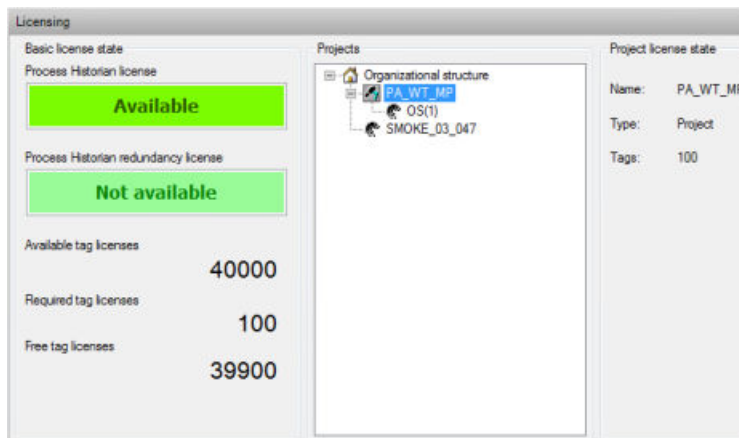 Licensing
Basic license state
Process Historian license
Available
Process Historian redundancy license
Not available
Available tag licenses
40000
Required tag licenses
100
Free tag licenses
39900
Projects
Organizational structure
PA_WT_MP
OS(1)
SMOKE_03_047
Project license state
Name: PA_WT_MP
Type: Project
Tags: 100